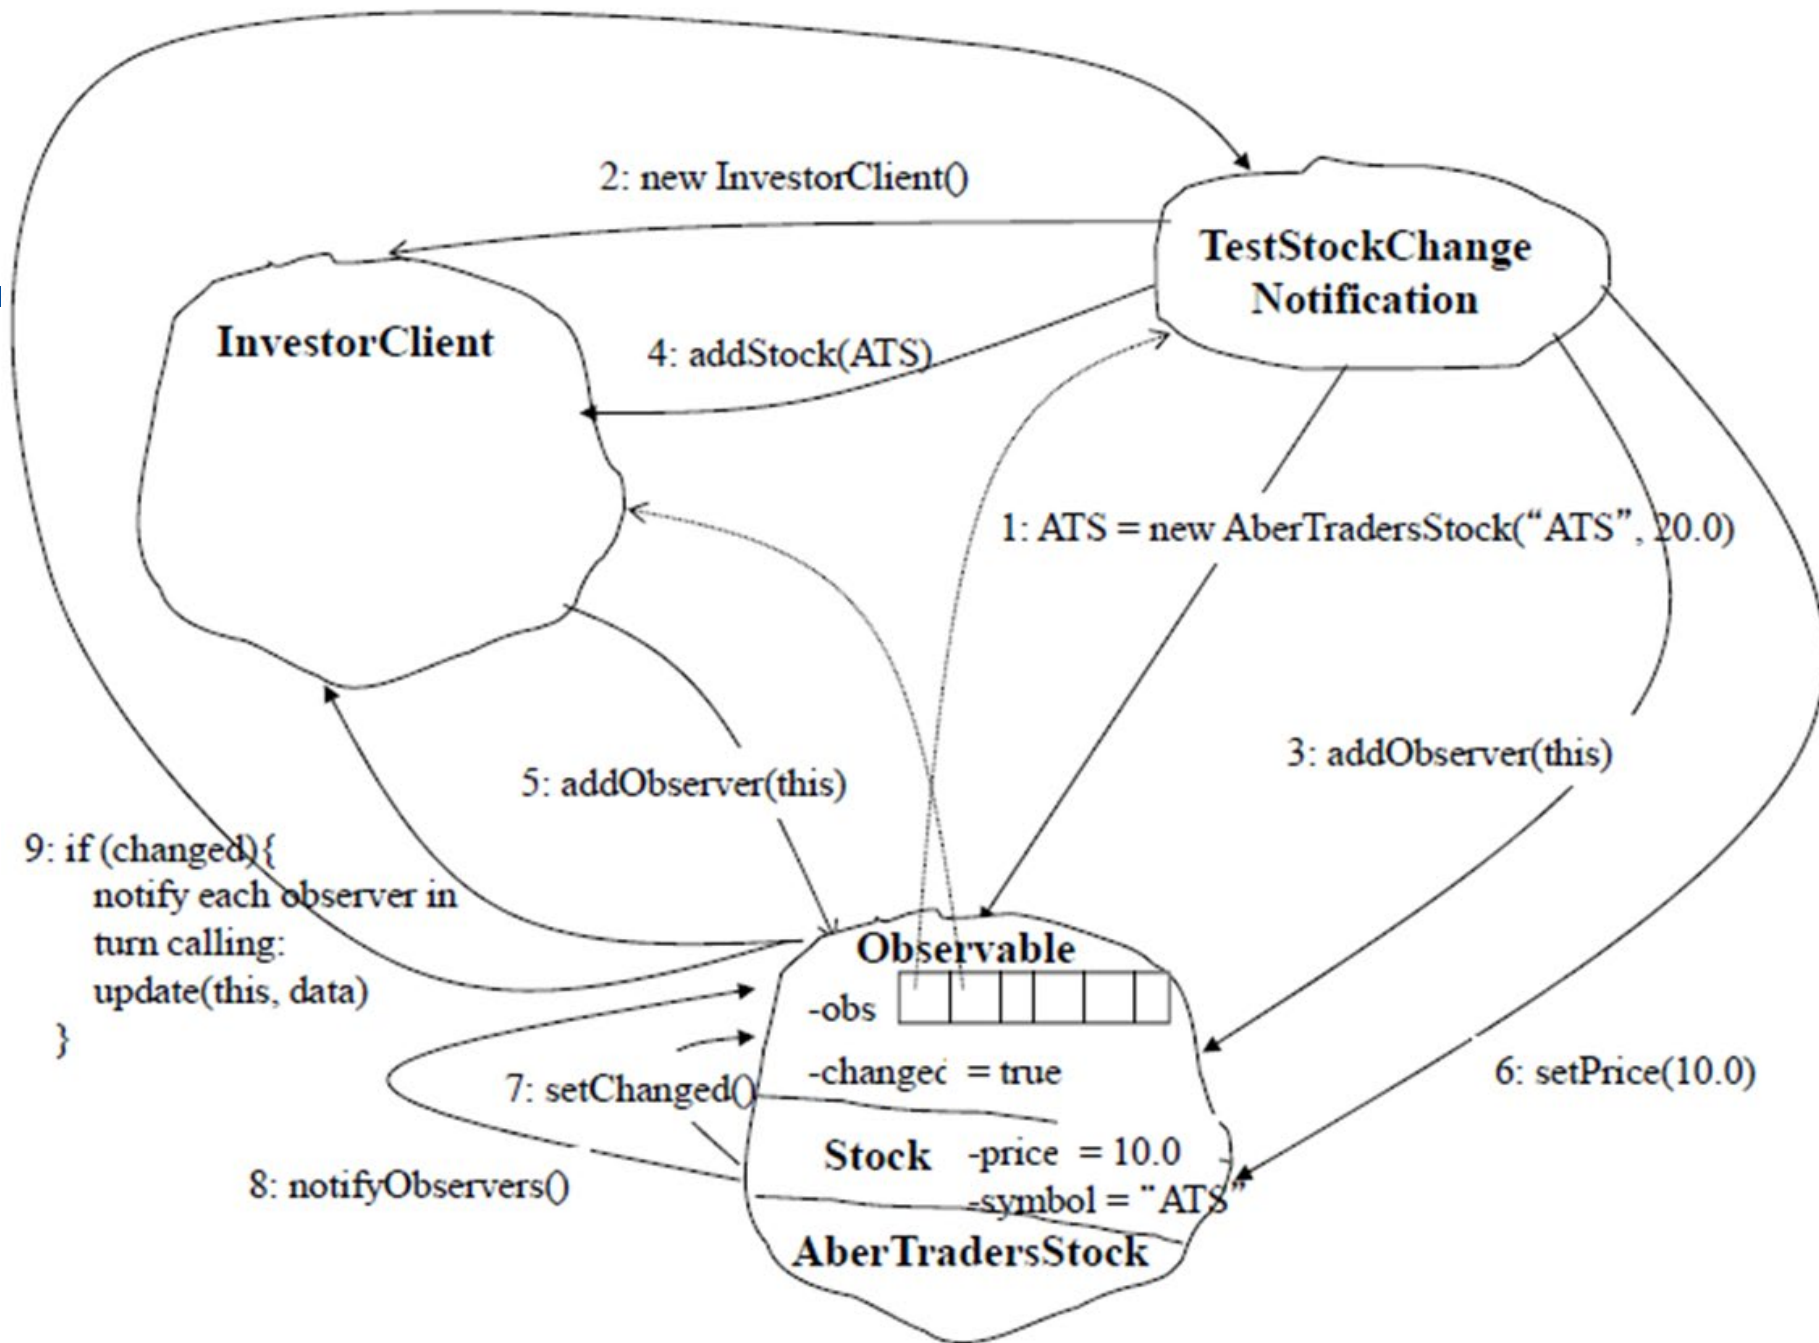 2: new InvestorClient()
TestStockChange
Notification
InvestorClient
4: addStock(ATS)
1: ATS = new AberTradersStock(“ATS”, 20.0)
3: addObserver(this)
5: addObserver(this)
9: if (changed){
notify each observer in
turn calling:
update(this, data)
}
Observable
-obs
-changed = true
7: setChanged()
6: setPrice(10.0)
Stock -price = 10.0
-symbol = ”ATS”
8: notifyObservers()
AberTradersStock